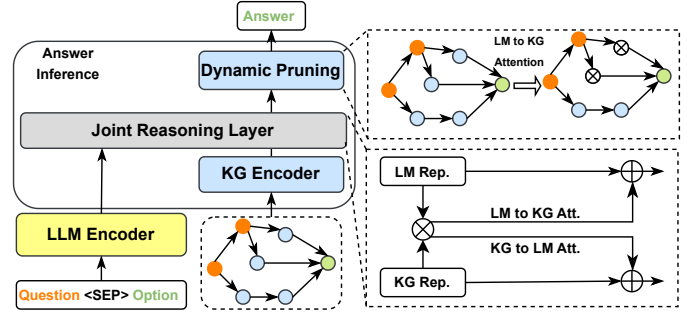 Answer
Answer
Inference
Dynamic Pruning
Joint Reasoning Layer
KG Encoder
LLM Encoder
Question <SEP> Option
LM to KG
Attention
LM Rep.
LM to KG Att.
KG to LM Att.
KG Rep.